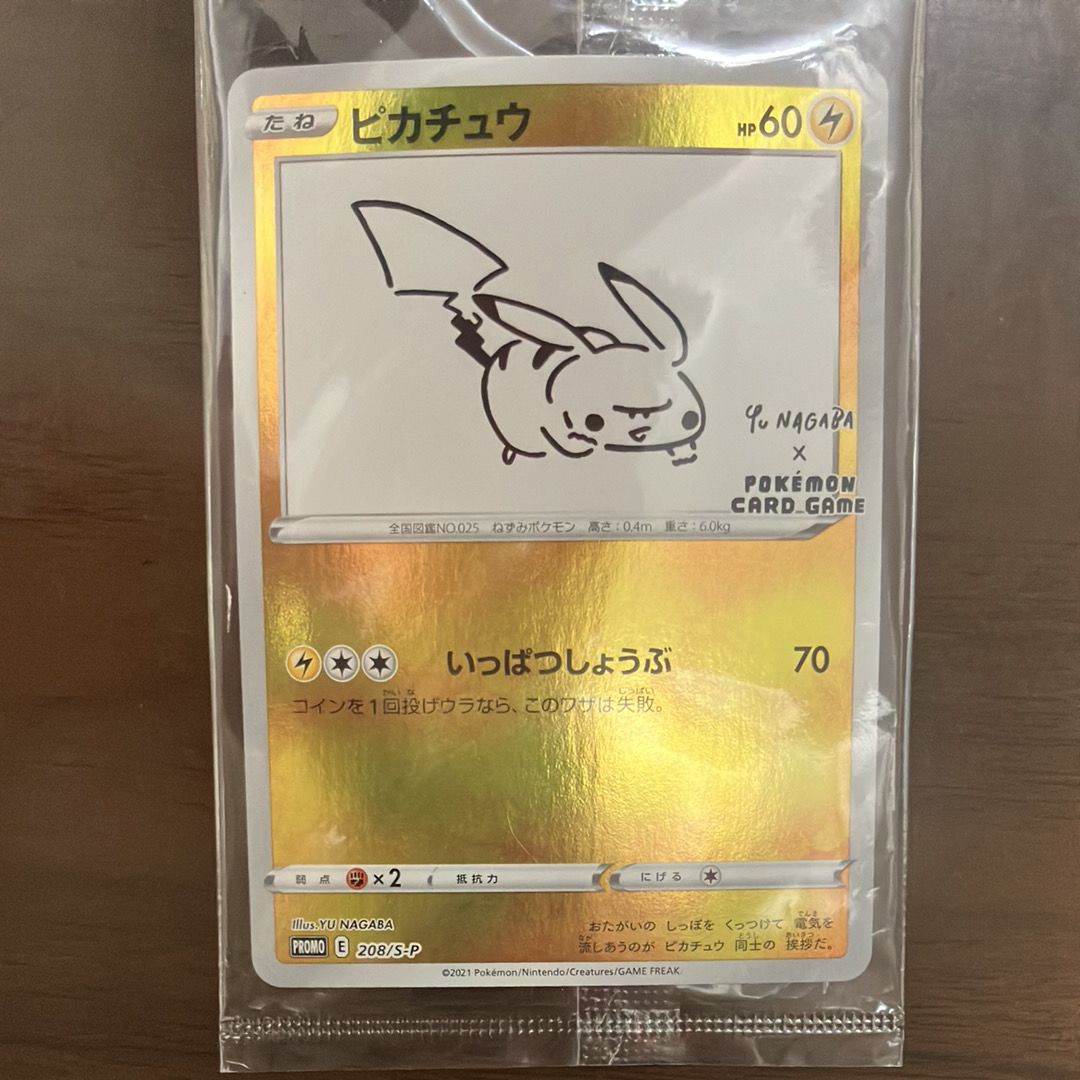 たね ピカチュウ HP60
Yu NAGABA
×
POKÉMON
CARD GAME
全国図鑑NO.025 ねずみポケモン 高さ:0.4m 重さ:6.0kg
いっぱつしょうぶ 70
コインを1回投げウラなら、このワザは失敗。
弱点 ×2 抵抗力 にげる
Illus.YU NAGABA
PROMO E 208/S-P
おたがいの しっぽを くっつけて 電気を
流しあうのが ピカチュウ 同士の 挨拶だ。
©2021 Pokémon/Nintendo/Creatures/GAME FREAK